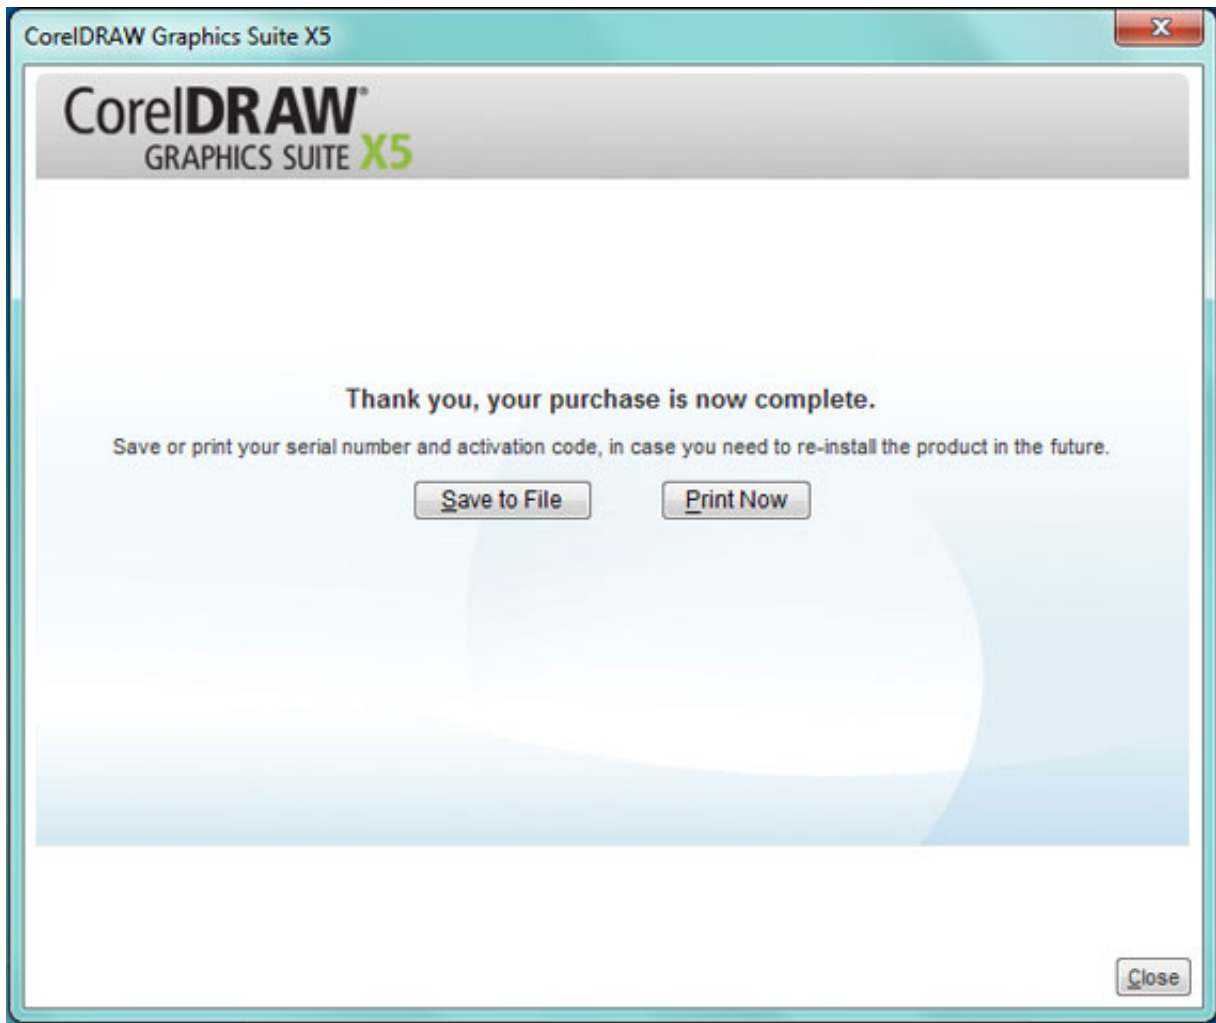 CorelDRAW Graphics Suite X5
CorelDRAW®
GRAPHICS SUITE X5
Thank you, your purchase is now complete.
Save or print your serial number and activation code, in case you need to re-install the product in the future.
Save to File Print Now
Close